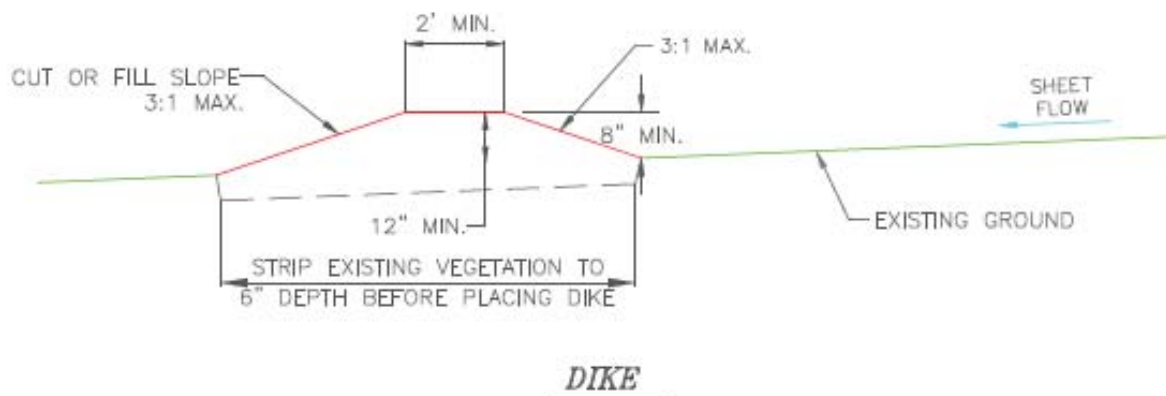 2' MIN.
3:1 MAX.
CUT OR FILL SLOPE
3:1 MAX.
SHEET
FLOW
8" MIN.
12" MIN.
EXISTING GROUND
STRIP EXISTING VEGETATION TO
6" DEPTH BEFORE PLACING DIKE
DIKE